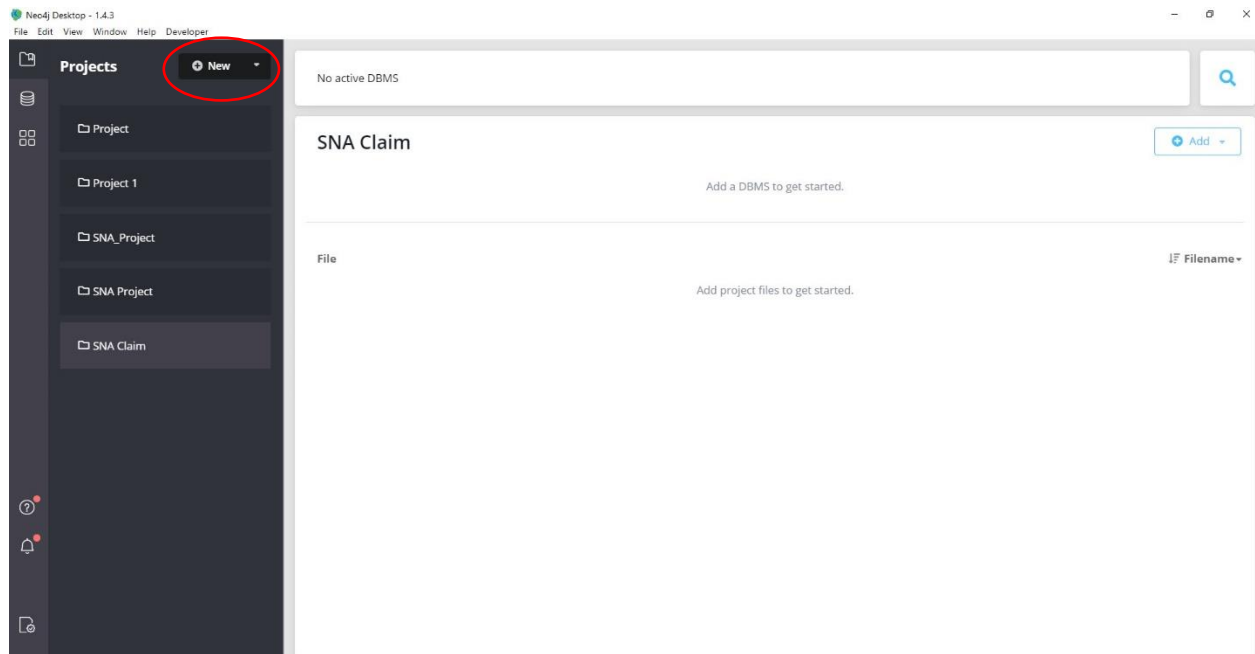 Neo4j Desktop - 1.4.3
File Edit View Window Help Developer
Projects
New
Project
Project 1
SNA_Project
SNA Project
SNA Claim
No active DBMS
SNA Claim
Add
Add a DBMS to get started.
File
Filename
Add project files to get started.